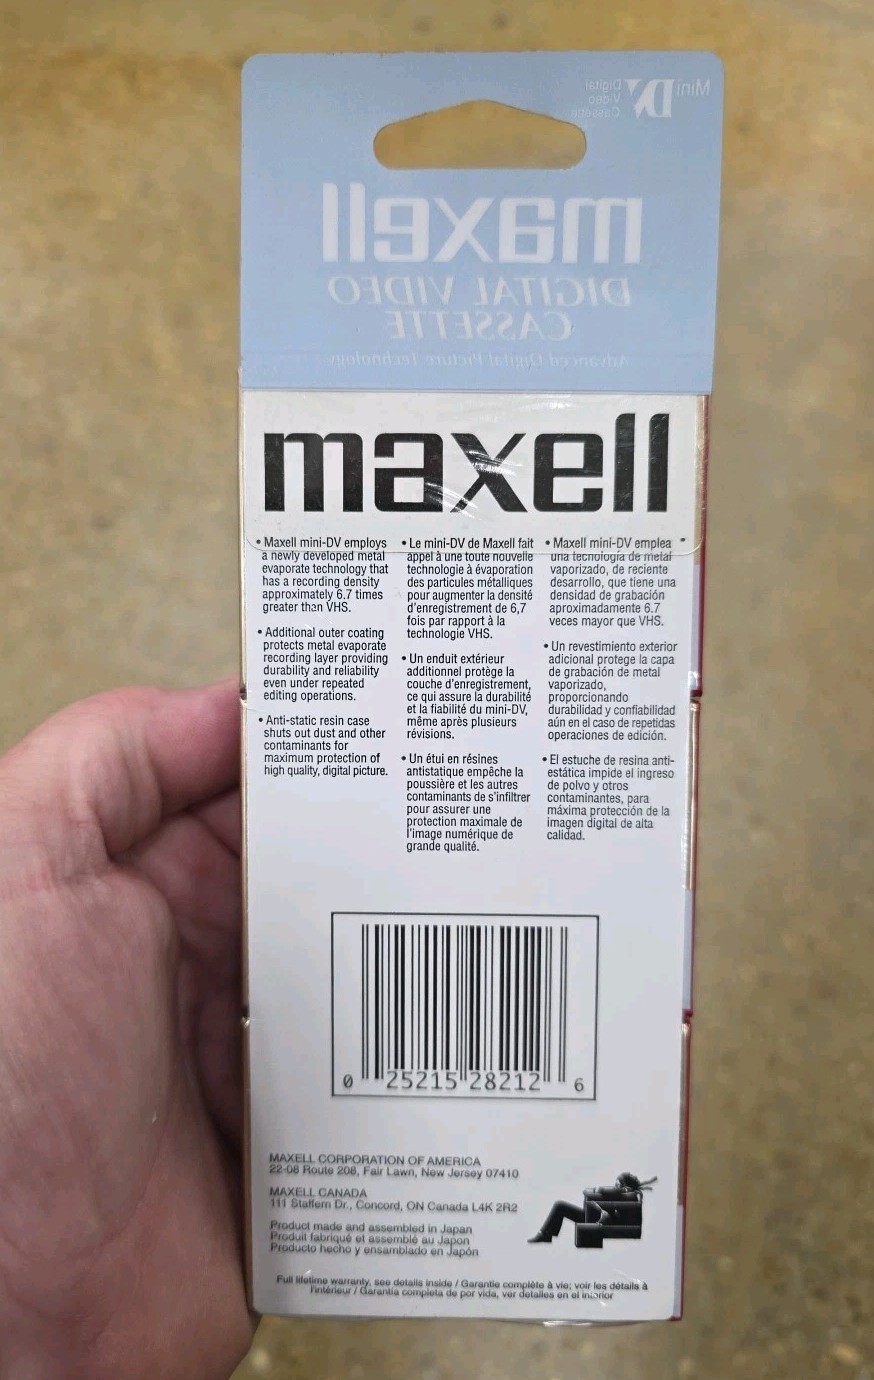 Mini DV Digital
Video
Cassette
maxell
DIGITAL VIDEO
CASSETTE
Advanced Digital Picture Technology
maxell
• Maxell mini-DV employs
a newly developed metal
evaporate technology that
has a recording density
approximately 6.7 times
greater than VHS.
• Additional outer coating
protects metal evaporate
recording layer providing
durability and reliability
even under repeated
editing operations.
• Anti-static resin case
shuts out dust and other
contaminants for
maximum protection of
high quality, digital picture.
• Le mini-DV de Maxell fait
appel à une toute nouvelle
technologie à évaporation
des particules métalliques
pour augmenter la densité
d'enregistrement de 6,7
fois par rapport à la
technologie VHS.
• Un enduit extérieur
additionnel protège la
couche d'enregistrement,
ce qui assure la durabilité
et la fiabilité du mini-DV,
même après plusieurs
révisions.
• Un étui en résines
antistatique empêche la
poussière et les autres
contaminants de s'infiltrer
pour assurer une
protection maximale de
l'image numérique de
grande qualité.
• Maxell mini-DV emplea
una tecnología de metal
vaporizado, de reciente
desarrollo, que tiene una
densidad de grabación
aproximadamente 6.7
veces mayor que VHS.
• Un revestimiento exterior
adicional protege la capa
de grabación de metal
vaporizado,
proporcionando
durabilidad y confiabilidad
aún en el caso de repetidas
operaciones de edición.
• El estuche de resina anti-
estática impide el ingreso
de polvo y otros
contaminantes, para
máxima protección de la
imagen digital de alta
calidad.
0 25215 28212 6
MAXELL CORPORATION OF AMERICA
22-08 Route 208, Fair Lawn, New Jersey 07410
MAXELL CANADA
111 Staffern Dr., Concord, ON Canada L4K 2R2
Product made and assembled in Japan
Produit fabriqué et assemblé au Japon
Producto hecho y ensamblado en Japón
Full lifetime warranty, see details inside / Garantie complète à vie; voir les détails à
l'intérieur / Garantía completa de por vida, ver detalles en el interior